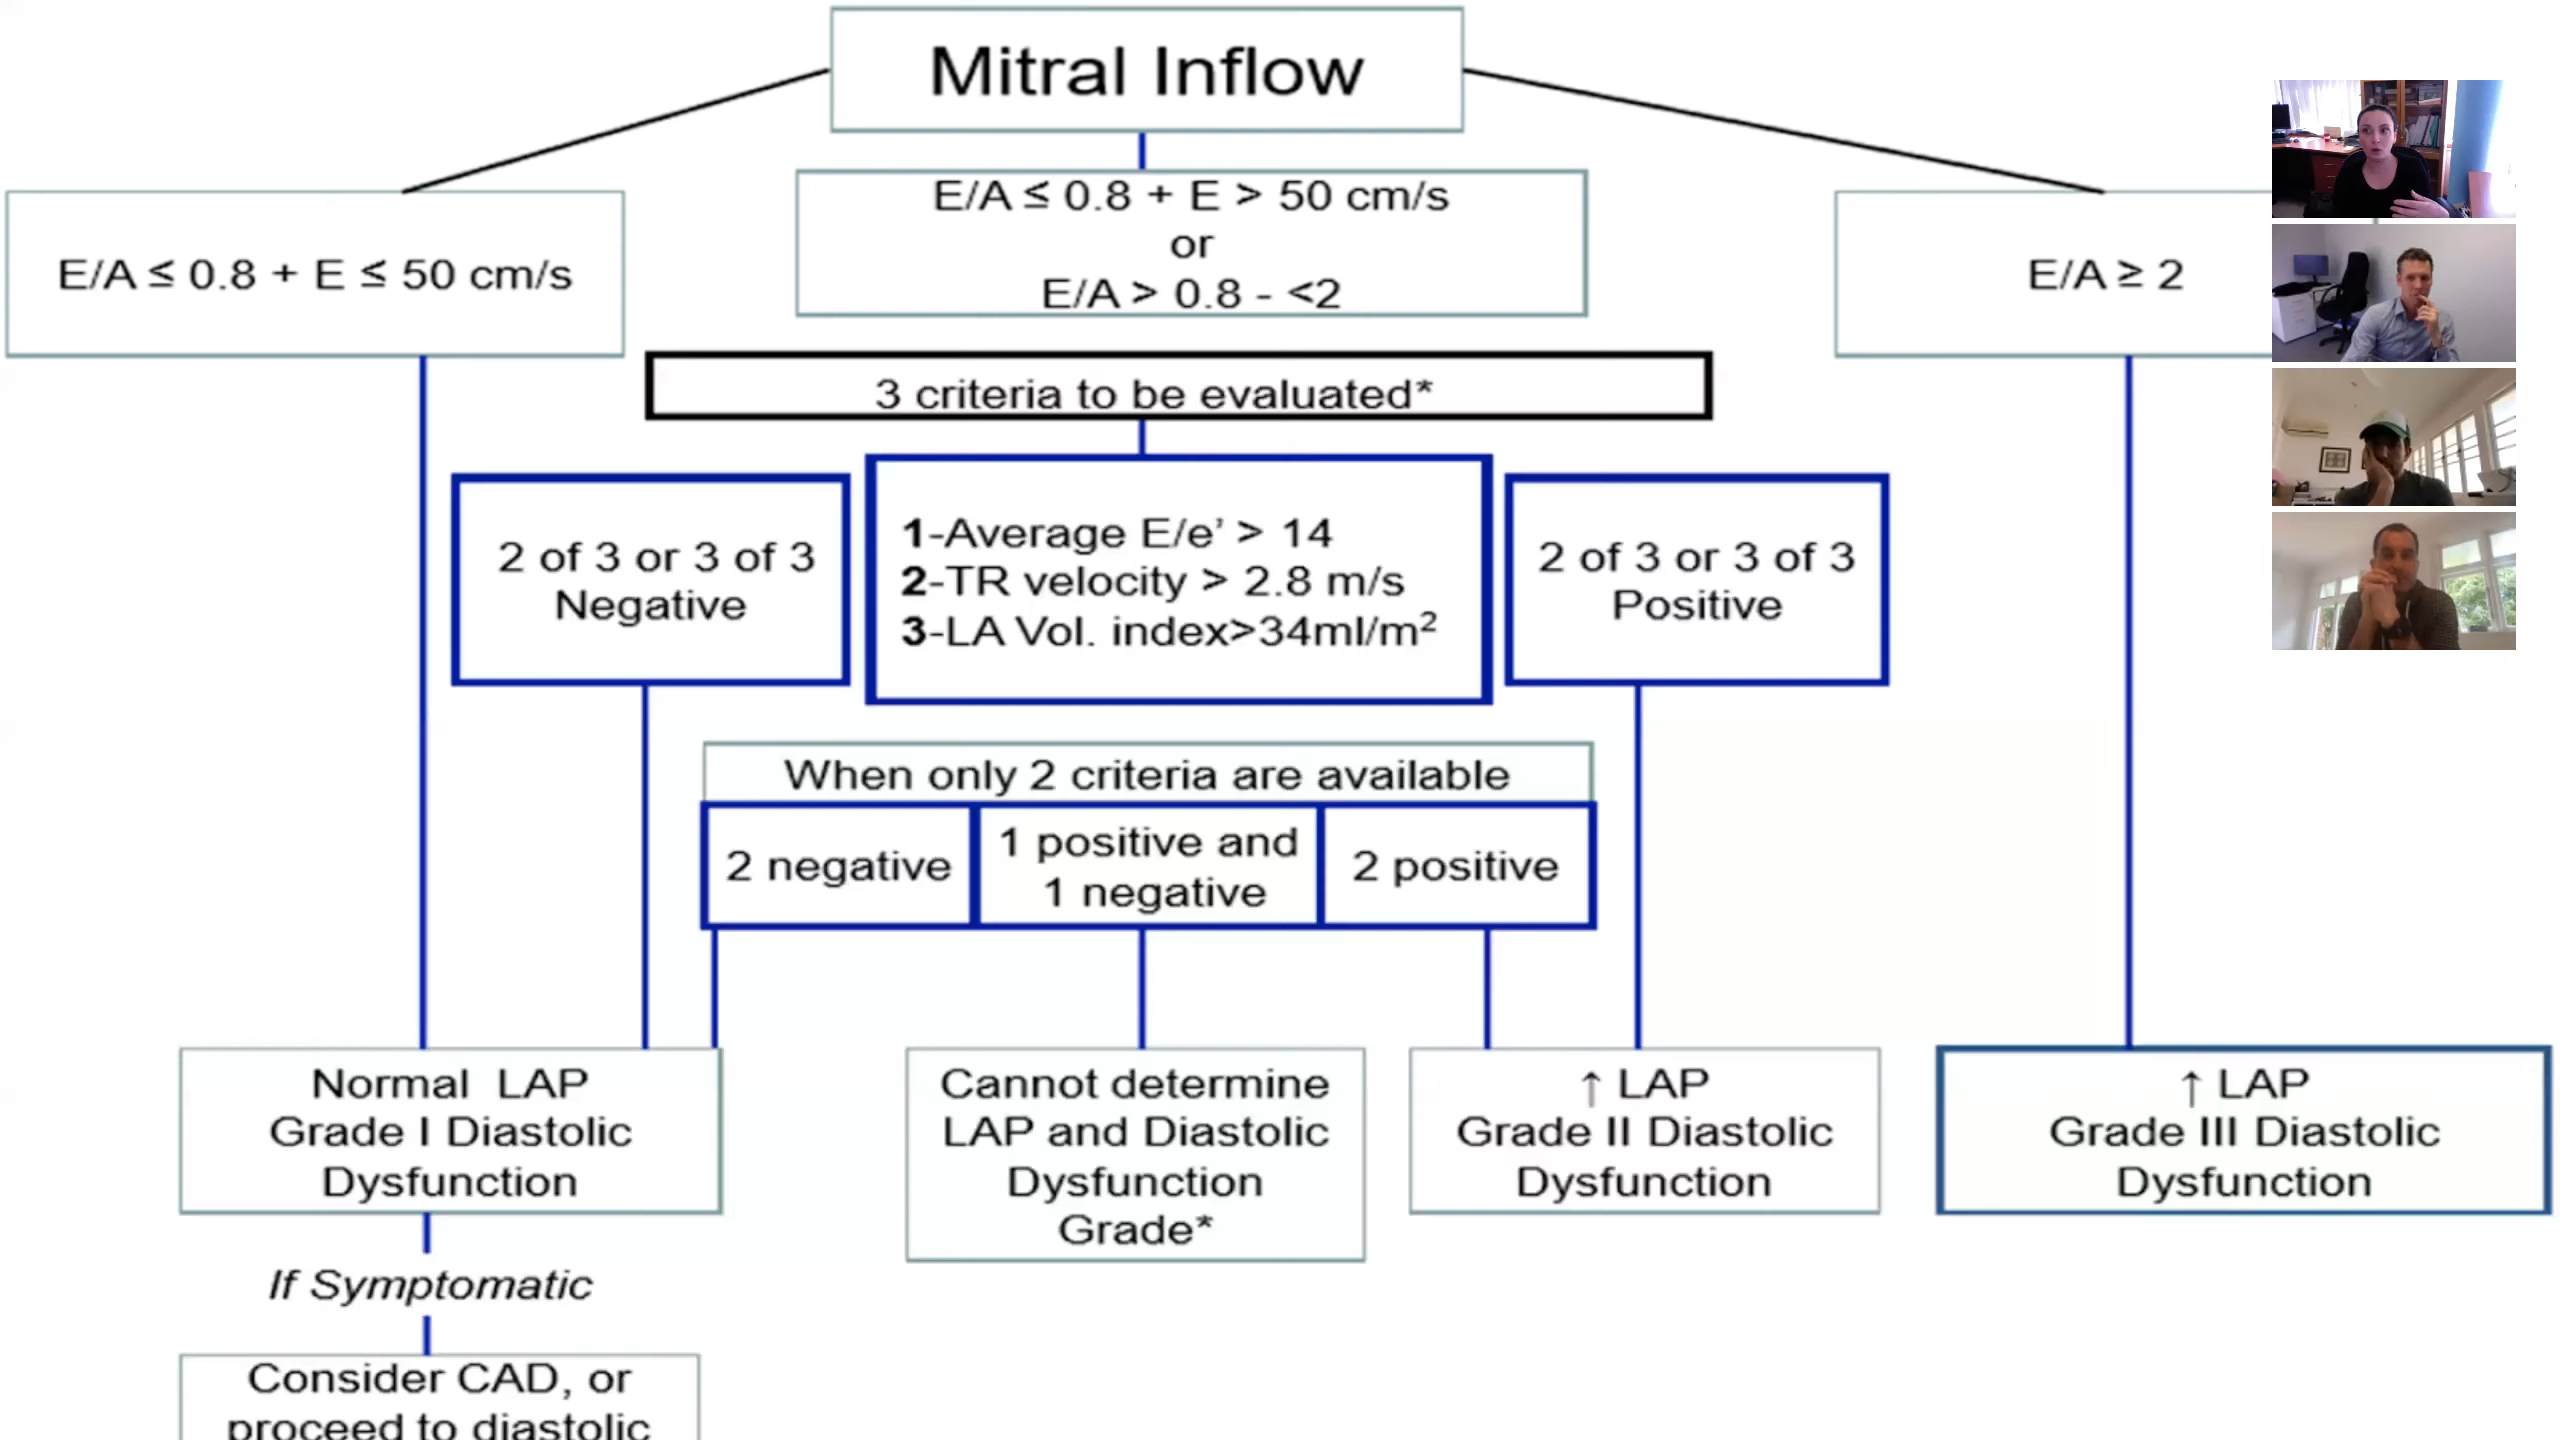 Mitral Inflow
E/A ≤ 0.8 + E ≤ 50 cm/s
E/A ≤ 0.8 + E > 50 cm/s
or
E/A > 0.8 - <2
E/A ≥ 2
3 criteria to be evaluated*
2 of 3 or 3 of 3
Negative
1-Average E/e’ > 14
2-TR velocity > 2.8 m/s
3-LA Vol. index>34ml/m²
2 of 3 or 3 of 3
Positive
When only 2 criteria are available
2 negative
1 positive and
1 negative
2 positive
Normal LAP
Grade I Diastolic
Dysfunction
Cannot determine
LAP and Diastolic
Dysfunction
Grade*
↑ LAP
Grade II Diastolic
Dysfunction
↑ LAP
Grade III Diastolic
Dysfunction
If Symptomatic
Consider CAD, or
proceed to diastolic